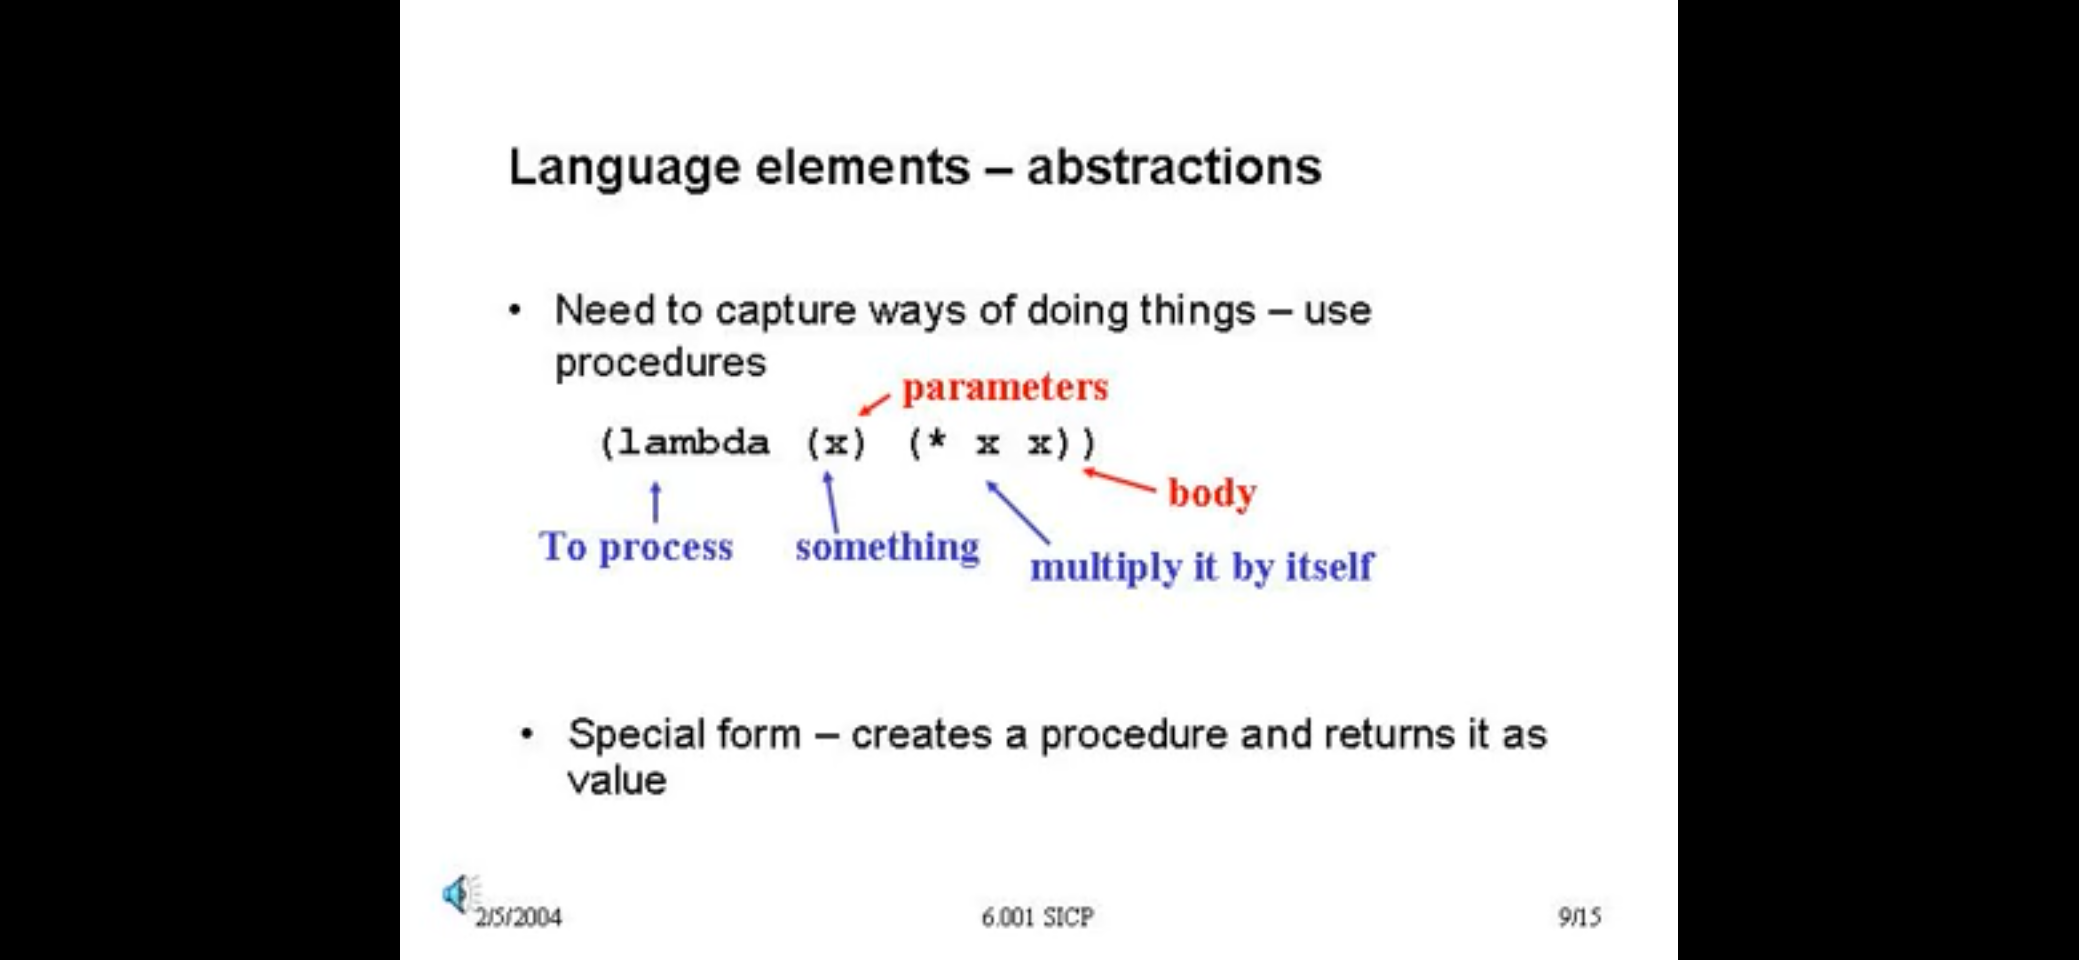 Language elements – abstractions
• Need to capture ways of doing things – use
procedures
parameters
(lambda (x) (* x x))
body
To process something
multiply it by itself
• Special form – creates a procedure and returns it as
value
2/5/2004 6.001 SICP 9/15